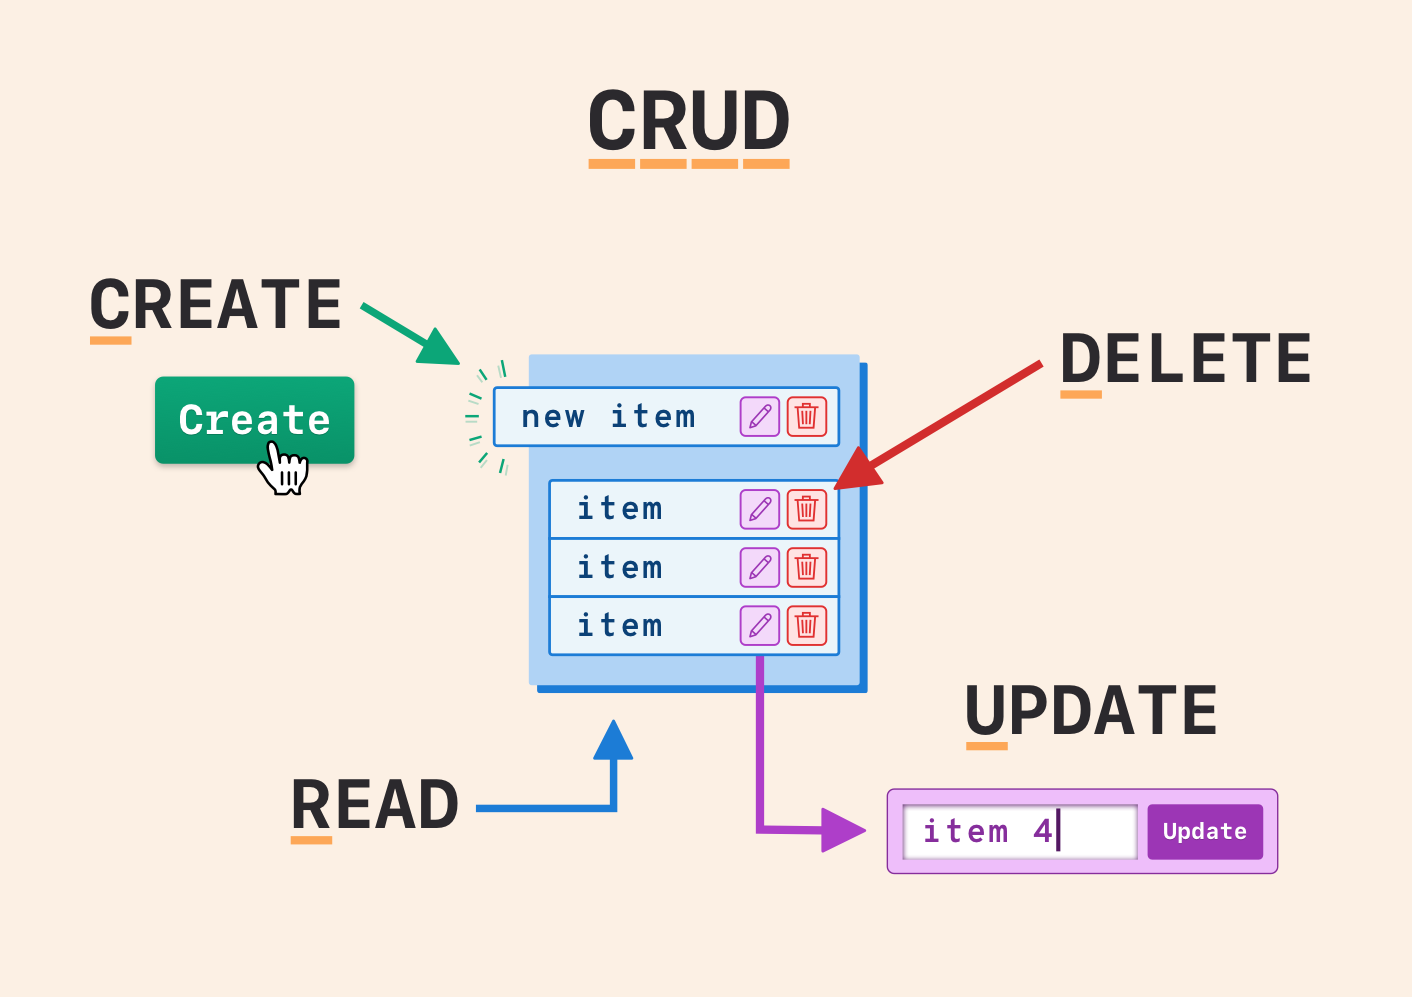 CRUD
CREATE
Create
DELETE
new item
item
item
item
READ
UPDATE
item 4
Update